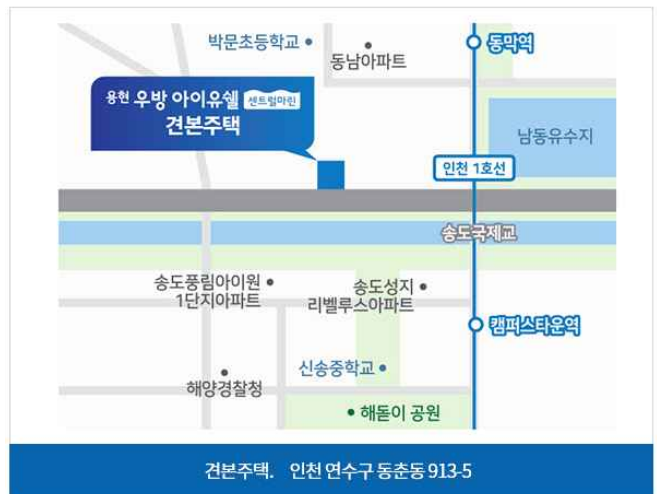 박문초등학교
동남아파트
동막역
용현 우방 아이유쉘 센트럴마린
견본주택
남동유수지
인천 1호선
송도국제교
송도풍림아이원
1단지아파트
송도성지
리벨루스아파트
캠퍼스타운역
신송중학교
해양경찰청
해돋이 공원
견본주택. 인천 연수구 동춘동 913-5